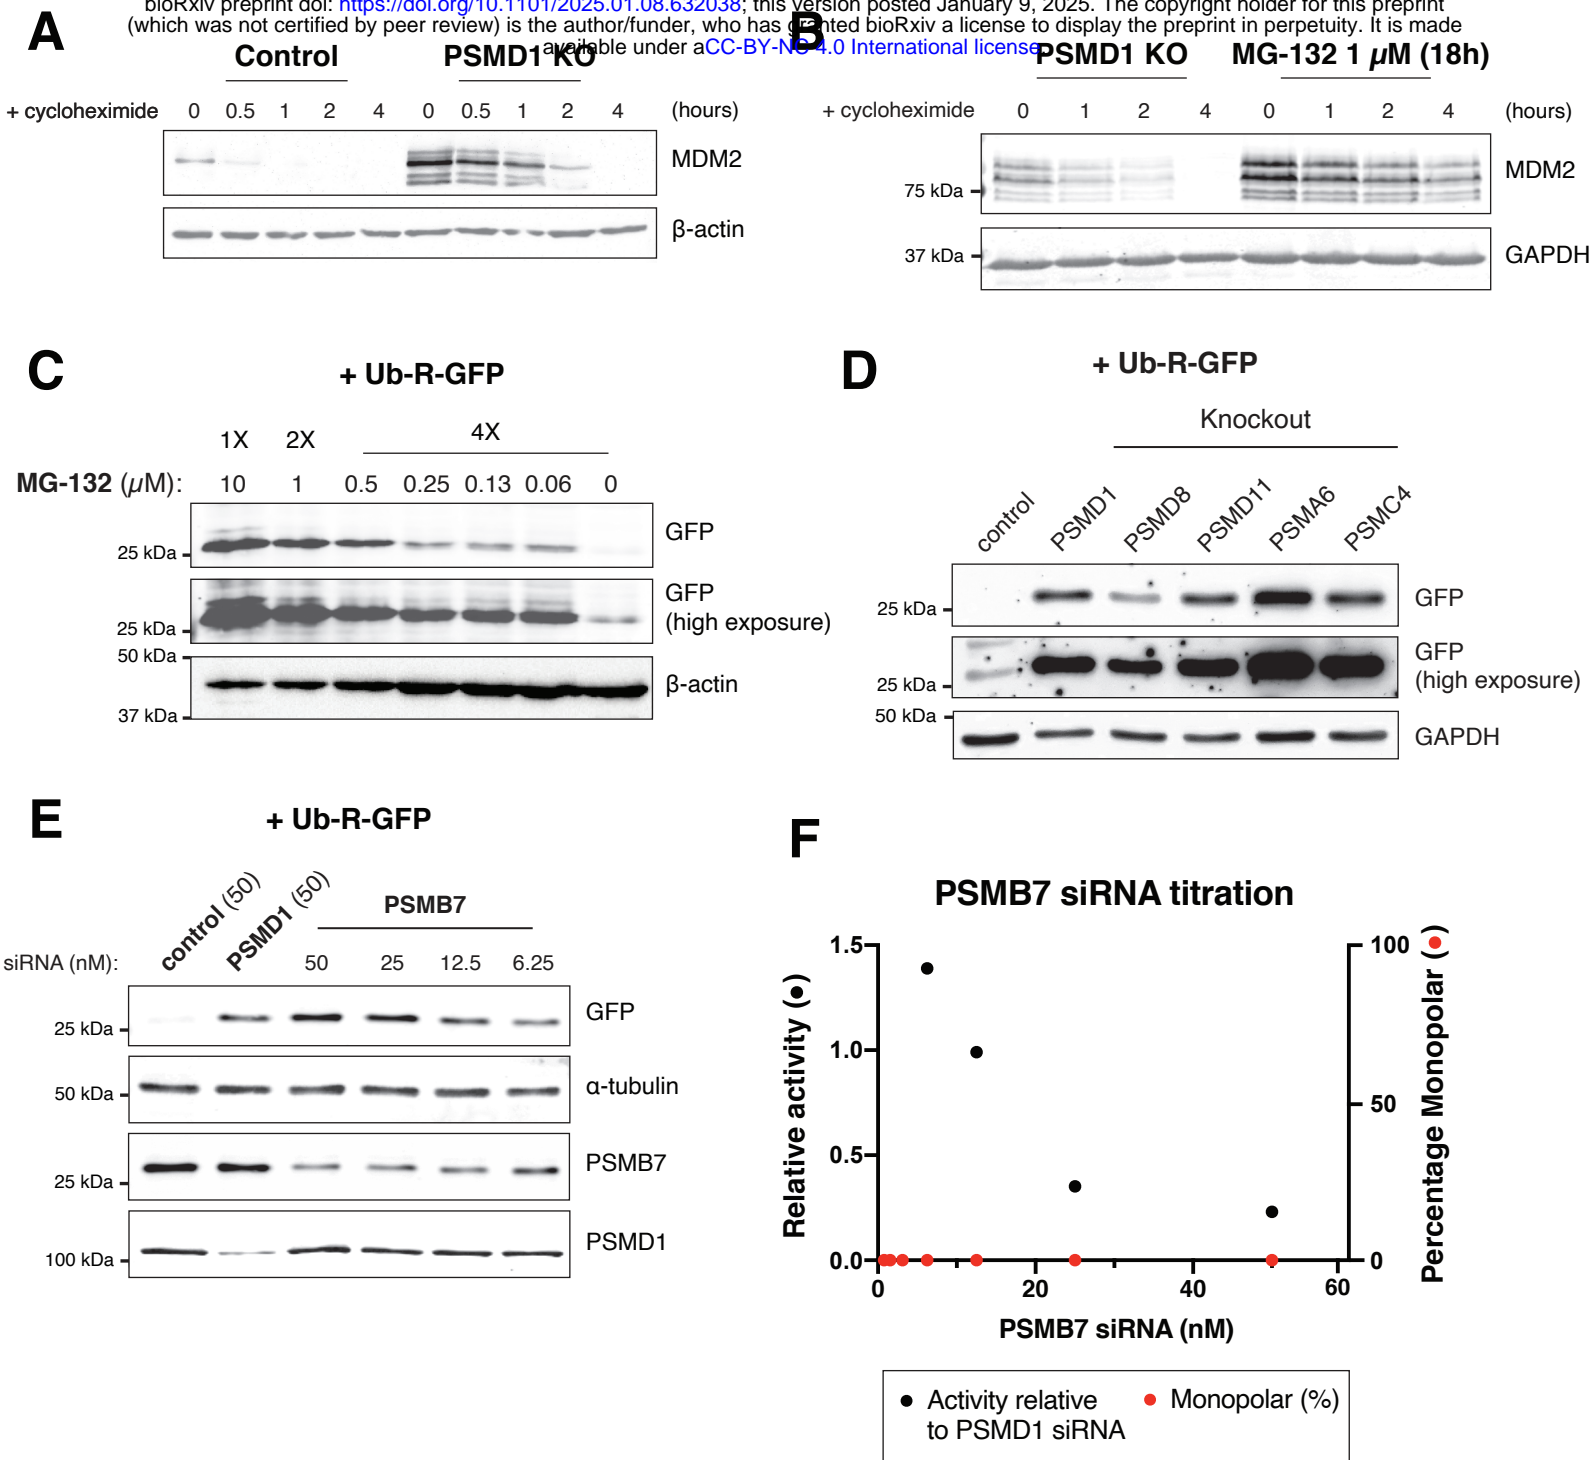 bioRxiv preprint doi: https://doi.org/10.1101/2025.01.08.632038; this version posted January 9, 2025. The copyright holder for this preprint
(which was not certified by peer review) is the author/funder, who has granted bioRxiv a license to display the preprint in perpetuity. It is made
available under aCC-BY-NC 4.0 International license.
A
Control PSMD1 KO
+ cycloheximide 0 0.5 1 2 4 0 0.5 1 2 4 (hours)
MDM2
β-actin
B
PSMD1 KO MG-132 1 µM (18h)
+ cycloheximide 0 1 2 4 0 1 2 4 (hours)
MDM2
75 kDa
37 kDa
GAPDH
C
+ Ub-R-GFP
1X 2X 4X
MG-132 (µM): 10 1 0.5 0.25 0.13 0.06 0
GFP
25 kDa
GFP
(high exposure)
25 kDa
50 kDa
β-actin
37 kDa
D
+ Ub-R-GFP
Knockout
control PSMD1 PSMD8 PSMD11 PSMA6 PSMC4
GFP
25 kDa
GFP
(high exposure)
25 kDa
50 kDa
GAPDH
E
+ Ub-R-GFP
control (50) PSMD1 (50) PSMB7
siRNA (nM): 50 25 12.5 6.25
GFP
25 kDa
α-tubulin
50 kDa
PSMB7
25 kDa
PSMD1
100 kDa
F
PSMB7 siRNA titration
Relative activity (●)
1.5
1.0
0.5
0.0
0 20 40 60
PSMB7 siRNA (nM)
100
50
0
Percentage Monopolar (●)
● Activity relative
to PSMD1 siRNA
● Monopolar (%)